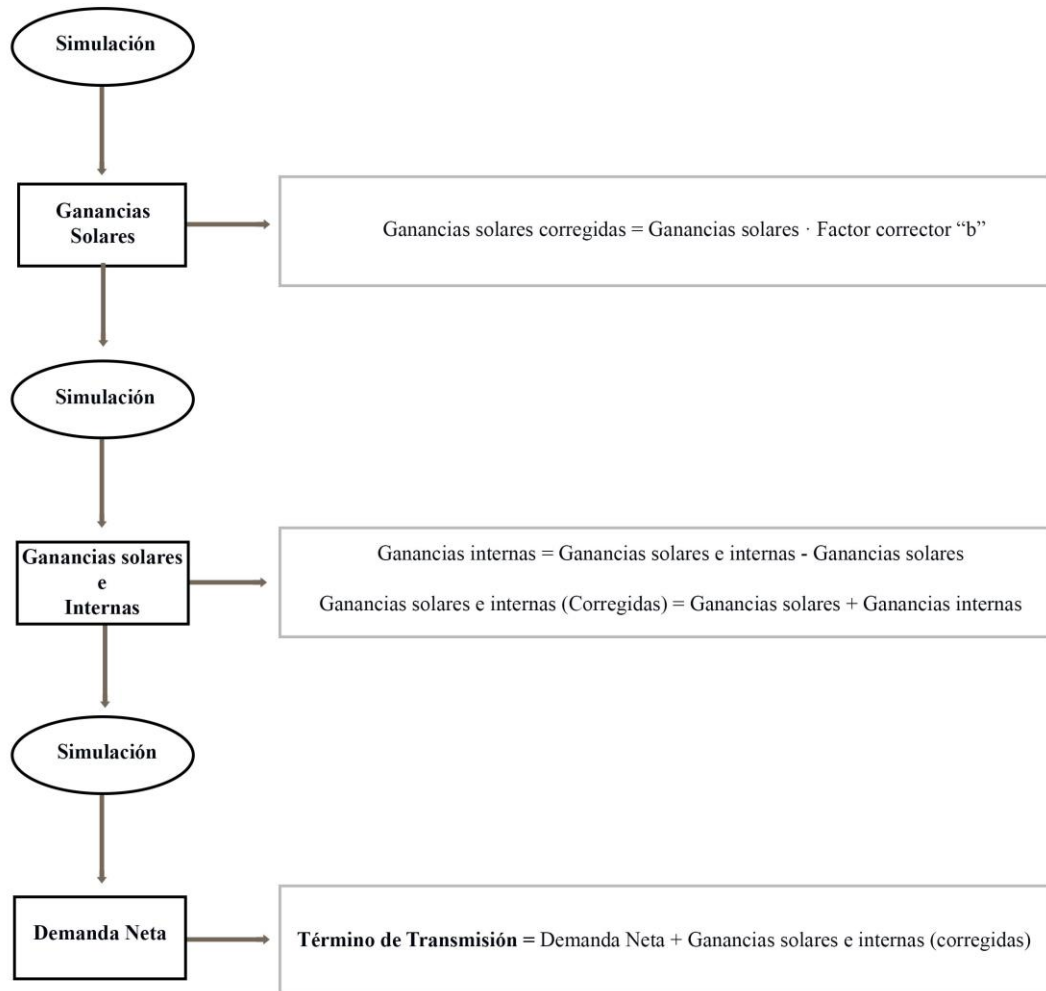 Simulación
Ganancias
Solares
Ganancias solares corregidas = Ganancias solares · Factor corrector “b”
Simulación
Ganancias solares
e
Internas
Ganancias internas = Ganancias solares e internas - Ganancias solares
Ganancias solares e internas (Corregidas) = Ganancias solares + Ganancias internas
Simulación
Demanda Neta
Término de Transmisión = Demanda Neta + Ganancias solares e internas (corregidas)